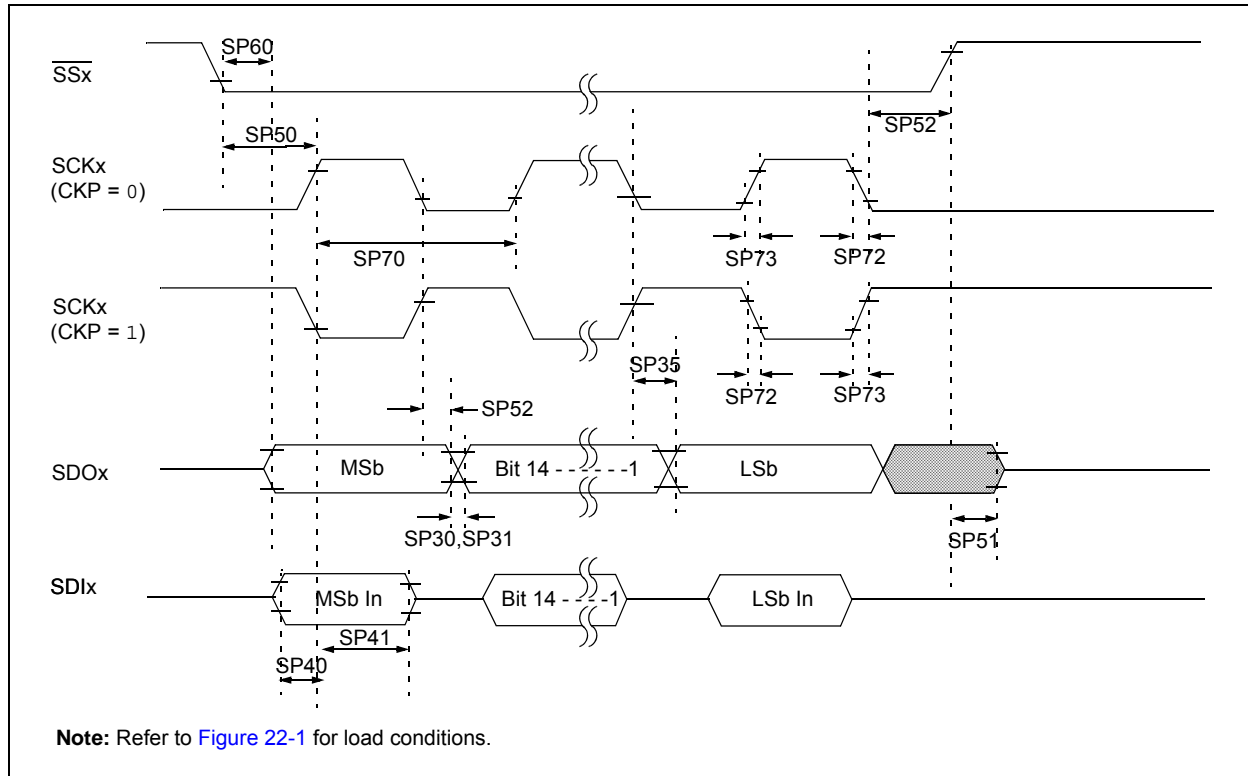 SP60
SSx
SP50
SP52
SCKx
(CKP = 0)
SP70
SP73
SP72
SCKx
(CKP = 1)
SP35
SP72
SP73
SP52
SDOx
MSb
Bit 14 - - - - - -1
LSb
SP30,SP31
SP51
SDIx
MSb In
Bit 14 - - - -1
LSb In
SP41
SP40
Note: Refer to Figure 22-1 for load conditions.